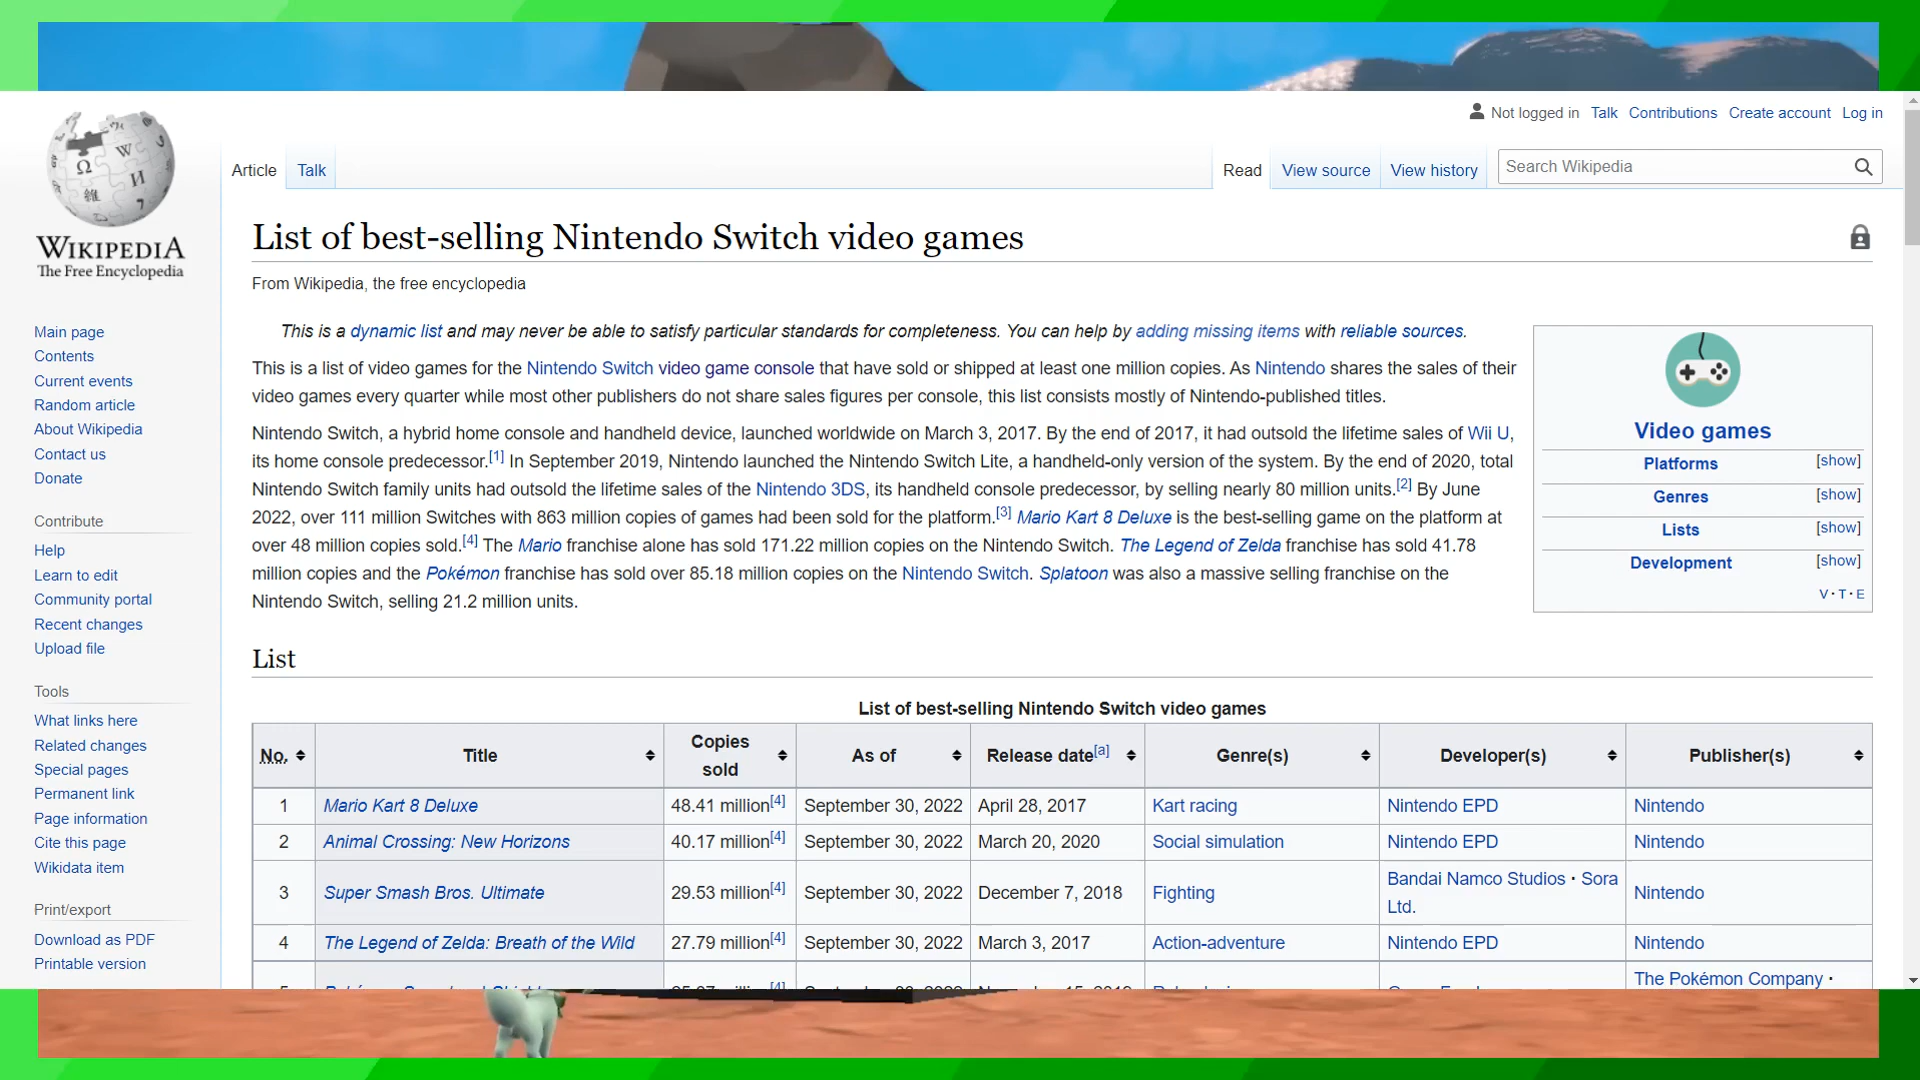 Not logged in Talk Contributions Create account Log in
Article Talk Read View source View history Search Wikipedia
WIKIPEDIA
The Free Encyclopedia
Main page
Contents
Current events
Random article
About Wikipedia
Contact us
Donate
Contribute
Help
Learn to edit
Community portal
Recent changes
Upload file
Tools
What links here
Related changes
Special pages
Permanent link
Page information
Cite this page
Wikidata item
Print/export
Download as PDF
Printable version
List of best-selling Nintendo Switch video games
From Wikipedia, the free encyclopedia
This is a dynamic list and may never be able to satisfy particular standards for completeness. You can help by adding missing items with reliable sources.
This is a list of video games for the Nintendo Switch video game console that have sold or shipped at least one million copies. As Nintendo shares the sales of their
video games every quarter while most other publishers do not share sales figures per console, this list consists mostly of Nintendo-published titles.
Nintendo Switch, a hybrid home console and handheld device, launched worldwide on March 3, 2017. By the end of 2017, it had outsold the lifetime sales of Wii U,
its home console predecessor.[1] In September 2019, Nintendo launched the Nintendo Switch Lite, a handheld-only version of the system. By the end of 2020, total
Nintendo Switch family units had outsold the lifetime sales of the Nintendo 3DS, its handheld console predecessor, by selling nearly 80 million units.[2] By June
2022, over 111 million Switches with 863 million copies of games had been sold for the platform.[3] Mario Kart 8 Deluxe is the best-selling game on the platform at
over 48 million copies sold.[4] The Mario franchise alone has sold 171.22 million copies on the Nintendo Switch. The Legend of Zelda franchise has sold 41.78
million copies and the Pokémon franchise has sold over 85.18 million copies on the Nintendo Switch. Splatoon was also a massive selling franchise on the
Nintendo Switch, selling 21.2 million units.
Video games
Platforms [show]
Genres [show]
Lists [show]
Development [show]
V · T · E
List
List of best-selling Nintendo Switch video games
No. Title Copies sold As of Release date[a] Genre(s) Developer(s) Publisher(s)
1 Mario Kart 8 Deluxe 48.41 million[4] September 30, 2022 April 28, 2017 Kart racing Nintendo EPD Nintendo
2 Animal Crossing: New Horizons 40.17 million[4] September 30, 2022 March 20, 2020 Social simulation Nintendo EPD Nintendo
3 Super Smash Bros. Ultimate 29.53 million[4] September 30, 2022 December 7, 2018 Fighting Bandai Namco Studios · Sora Ltd. Nintendo
4 The Legend of Zelda: Breath of the Wild 27.79 million[4] September 30, 2022 March 3, 2017 Action-adventure Nintendo EPD Nintendo
The Pokémon Company ·